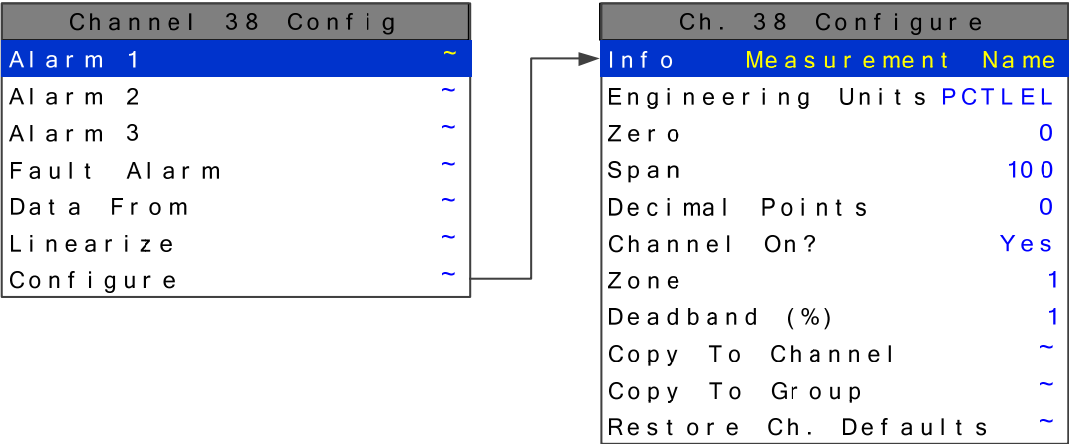 Channel 38 Config
Alarm 1 ~
Alarm 2 ~
Alarm 3 ~
Fault Alarm ~
Data From ~
Linearize ~
Configure ~
Ch. 38 Configure
Info Measurement Name
Engineering Units PCTLEL
Zero 0
Span 100
Decimal Points 0
Channel On? Yes
Zone 1
Deadband (%) 1
Copy To Channel ~
Copy To Group ~
Restore Ch. Defaults ~